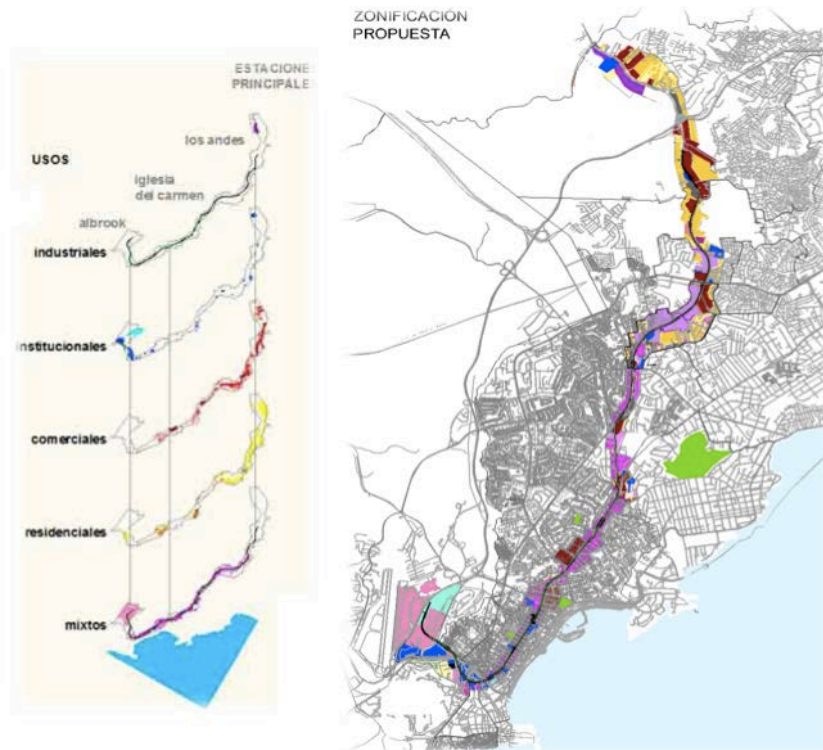 ESTACIONE
PRINCIPALE
los andes
USOS
iglesia
del carmen
albrook
industriales
institucionales
comerciales
residenciales
mixtos
ZONIFICACIÓN
PROPUESTA